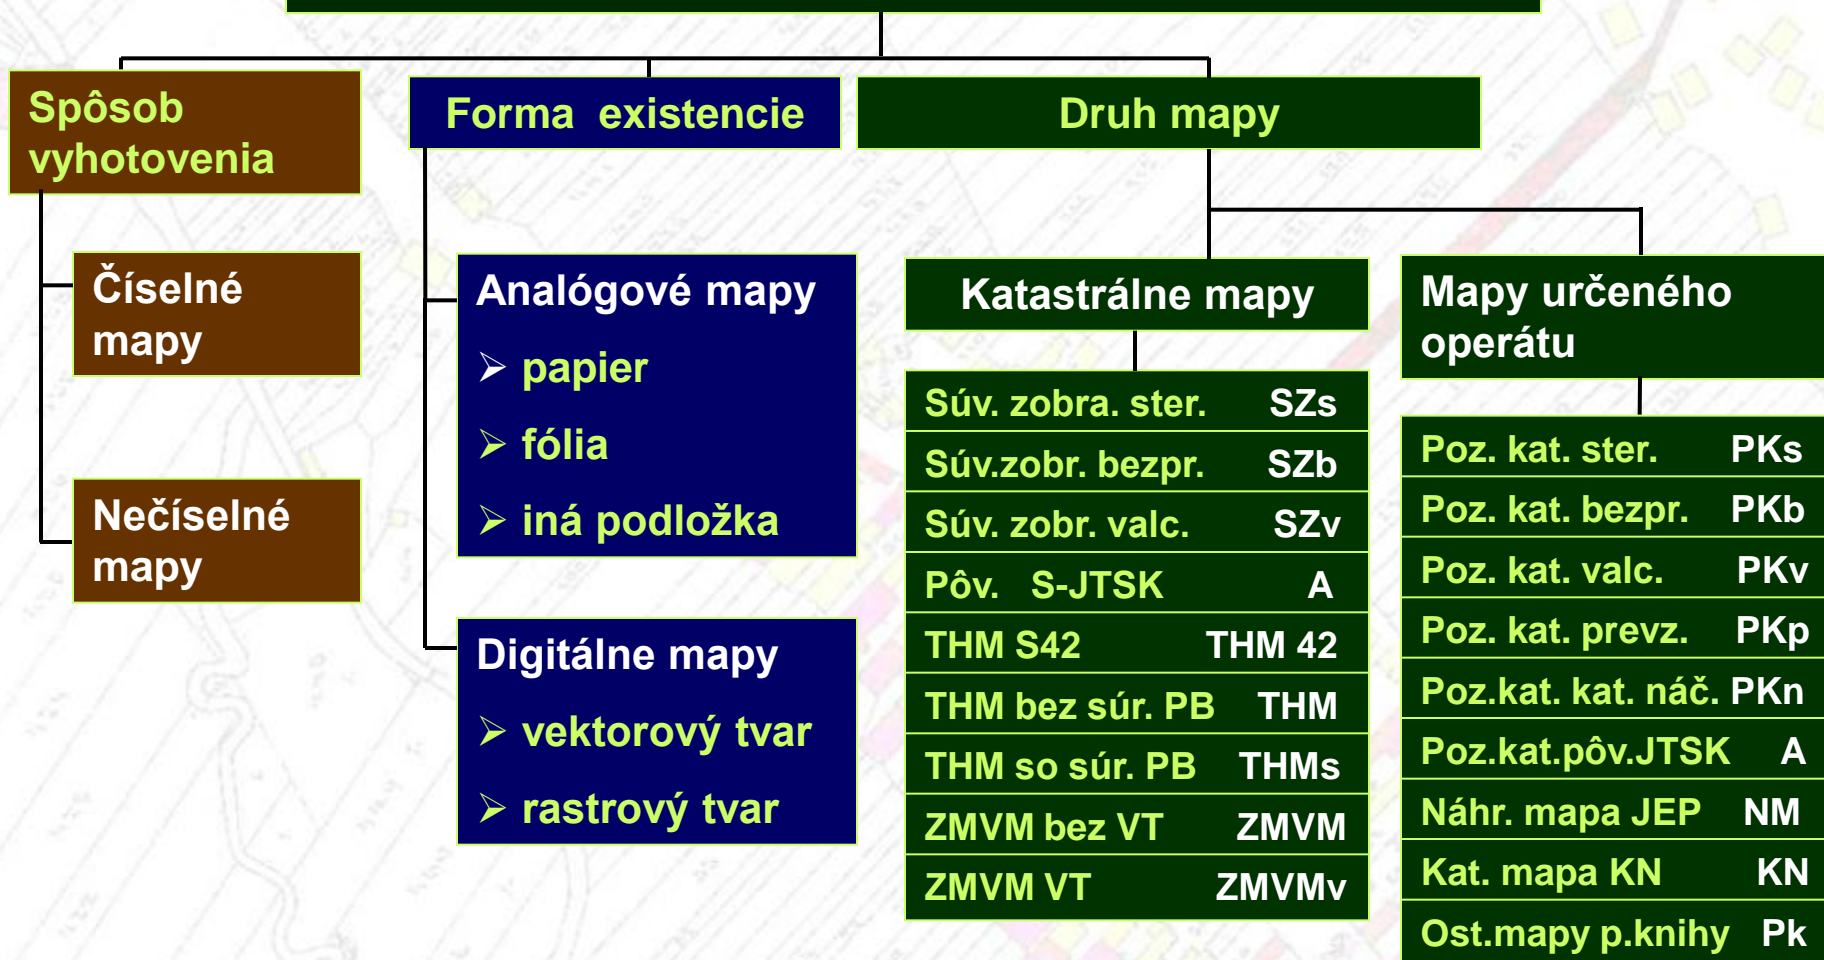 Spôsob
vyhotovenia
Číselné
mapy
Nečíselné
mapy
Forma existencie
Analógové mapy
papier
fólia
iná podložka
Digitálne mapy
vektorový tvar
rastrový tvar
Druh mapy
Katastrálne mapy
Súv. zobra. ster. SZs
Súv.zobr. bezpr. SZb
Súv. zobr. valc. SZv
Pôv. S-JTSK A
THM S42 THM 42
THM bez súr. PB THM
THM so súr. PB THMs
ZMVM bez VT ZMVM
ZMVM VT ZMVMv
Mapy určeného
operátu
Poz. kat. ster. PKs
Poz. kat. bezpr. PKb
Poz. kat. valc. PKv
Poz. kat. prevz. PKp
Poz.kat. kat. náč. PKn
Poz.kat.pôv.JTSK A
Náhr. mapa JEP NM
Kat. mapa KN KN
Ost.mapy p.knihy Pk